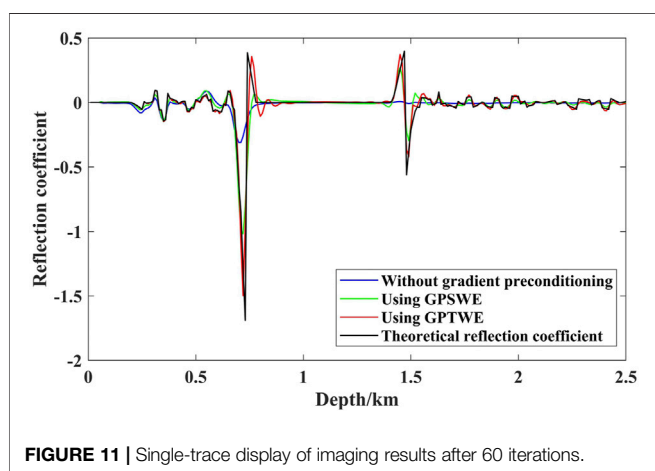 0.5
0
-0.5
-1
-1.5
-2
Reflection coefficient
Without gradient preconditioning
Using GPSWE
Using GPTWE
Theoretical reflection coefficient
0 0.5 1 1.5 2 2.5
Depth/km
FIGURE 11 | Single-trace display of imaging results after 60 iterations.